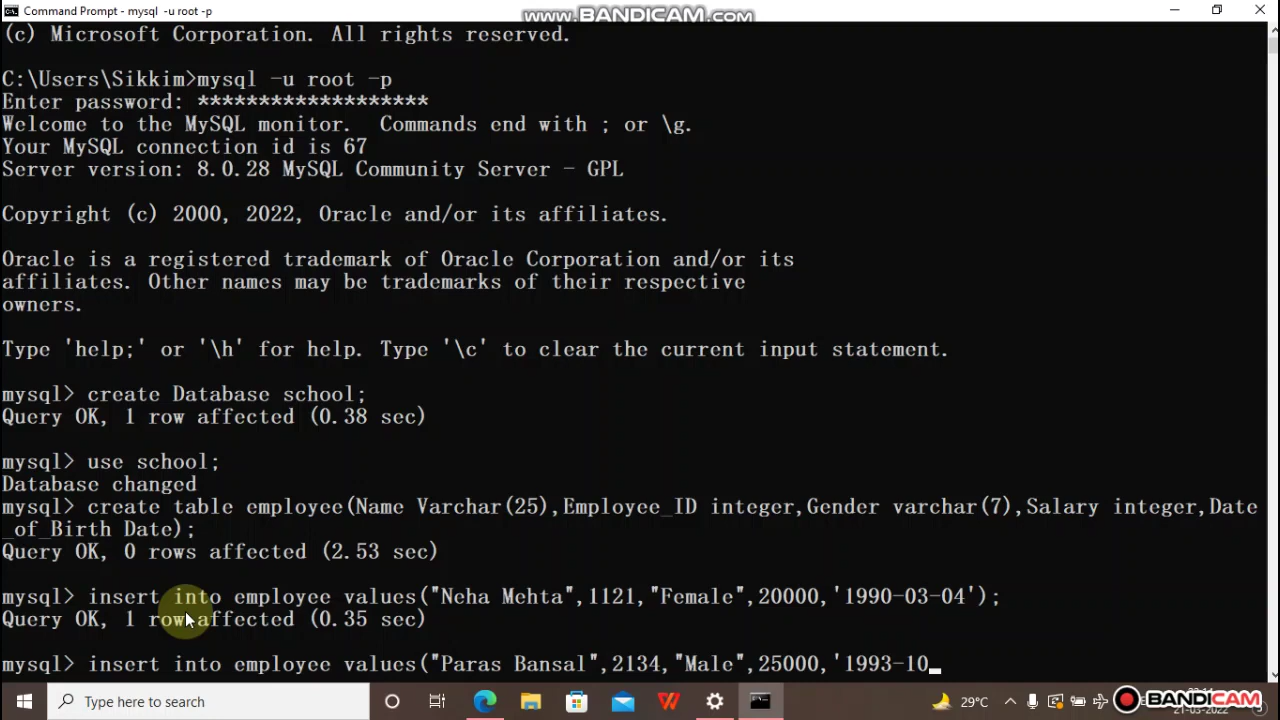 Command Prompt - mysql -u root -p
www.BANDICAM.com
(c) Microsoft Corporation. All rights reserved.
C:\Users\Sikkim>mysql -u root -p
Enter password: *******************
Welcome to the MySQL monitor.  Commands end with ; or \g.
Your MySQL connection id is 67
Server version: 8.0.28 MySQL Community Server - GPL
Copyright (c) 2000, 2022, Oracle and/or its affiliates.
Oracle is a registered trademark of Oracle Corporation and/or its
affiliates. Other names may be trademarks of their respective
owners.
Type 'help;' or '\h' for help. Type '\c' to clear the current input statement.
mysql> create Database school;
Query OK, 1 row affected (0.38 sec)
mysql> use school;
Database changed
mysql> create table employee(Name Varchar(25),Employee_ID integer,Gender varchar(7),Salary integer,Date
_of_Birth Date);
Query OK, 0 rows affected (2.53 sec)
mysql> insert into employee values("Neha Mehta",1121,"Female",20000,'1990-03-04');
Query OK, 1 row affected (0.35 sec)
mysql> insert into employee values("Paras Bansal",2134,"Male",25000,'1993-10
Type here to search
29°C
21-03-2022
BANDICAM